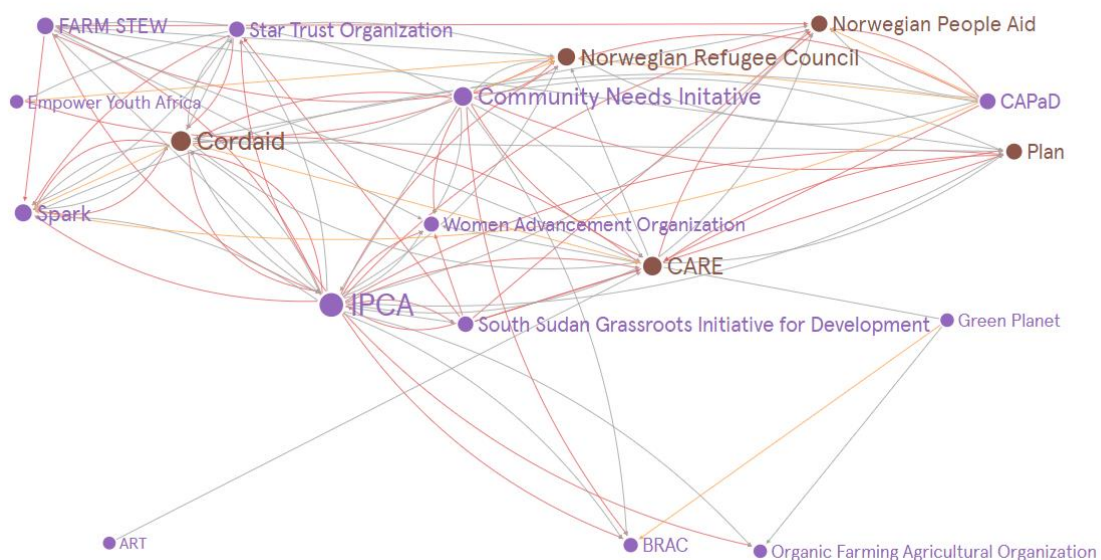 FARM STEW
Star Trust Organization
Norwegian People Aid
Norwegian Refugee Council
Empower Youth Africa
Community Needs Initative
CAPaD
Cordaid
Plan
Spark
Women Advancement Organization
CARE
IPCA
South Sudan Grassroots Initiative for Development
Green Planet
ART
BRAC
Organic Farming Agricultural Organization